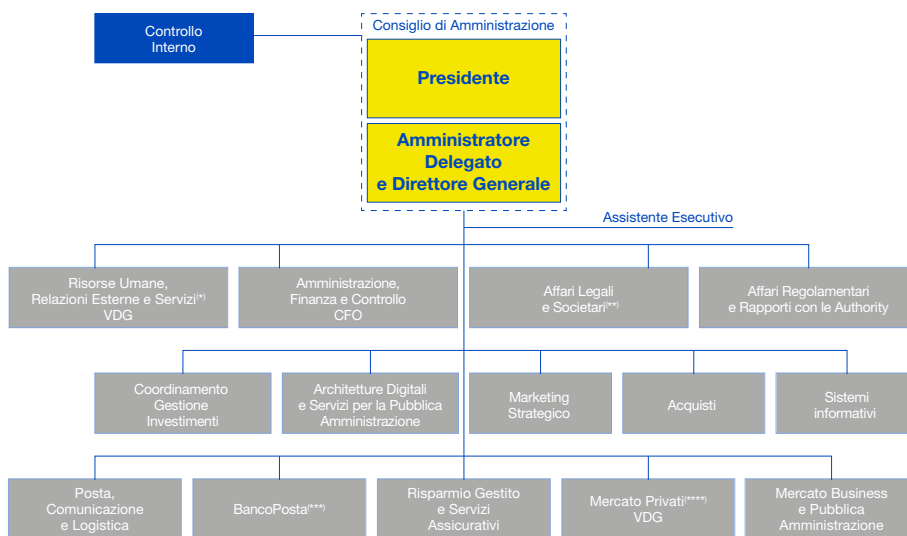 Controllo
Interno
Consiglio di Amministrazione
Presidente
Amministratore
Delegato
e Direttore Generale
Assistente Esecutivo
Risorse Umane,
Relazioni Esterne e Servizi(*)
VDG
Amministrazione,
Finanza e Controllo
CFO
Affari Legali
e Societari(**)
Affari Regolamentari
e Rapporti con le Authority
Coordinamento
Gestione
Investimenti
Architetture Digitali
e Servizi per la Pubblica
Amministrazione
Marketing
Strategico
Acquisti
Sistemi
informativi
Posta,
Comunicazione
e Logistica
BancoPosta(***)
Risparmio Gestito
e Servizi
Assicurativi
Mercato Privati(****)
VDG
Mercato Business
e Pubblica
Amministrazione